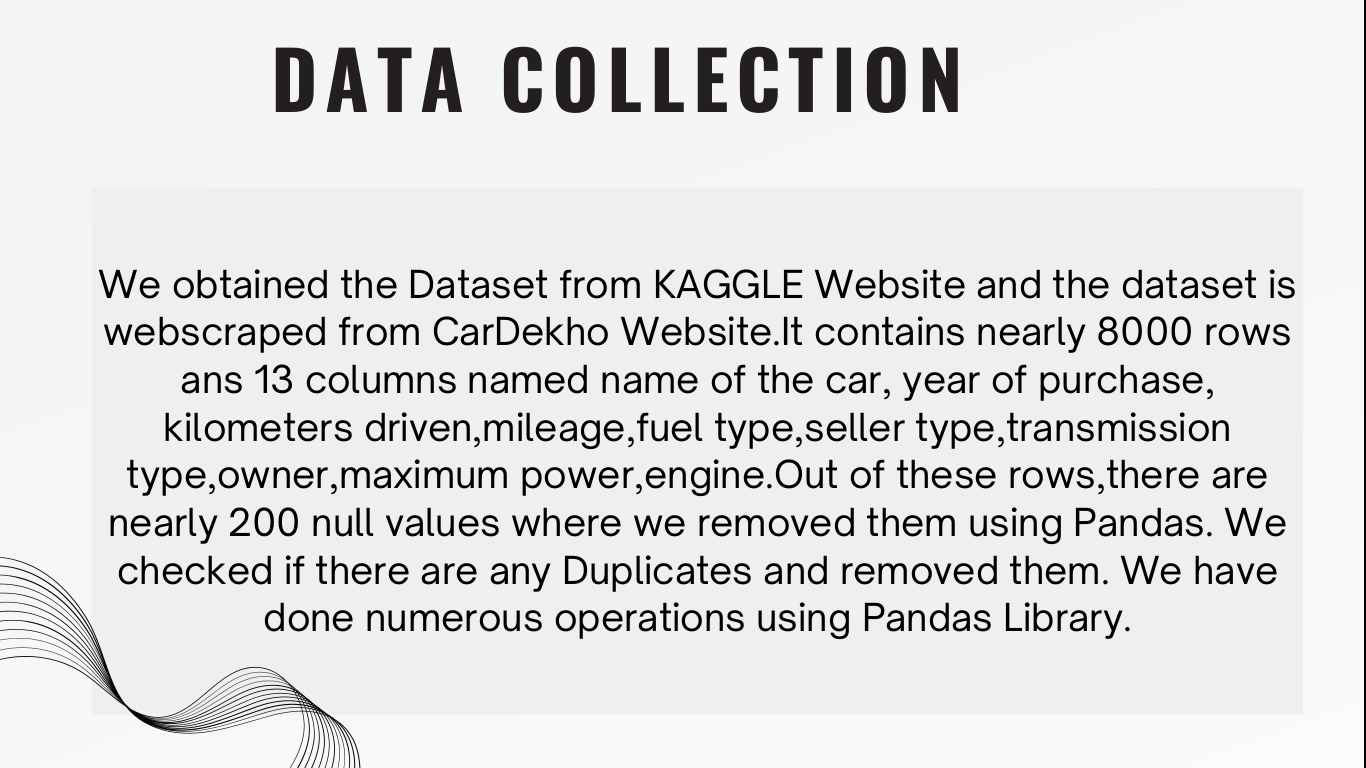 DATA COLLECTION
We obtained the Dataset from KAGGLE Website and the dataset is
webscraped from CarDekho Website.It contains nearly 8000 rows
ans 13 columns named name of the car, year of purchase,
kilometers driven,mileage,fuel type,seller type,transmission
type,owner,maximum power,engine.Out of these rows,there are
nearly 200 null values where we removed them using Pandas. We
checked if there are any Duplicates and removed them. We have
done numerous operations using Pandas Library.